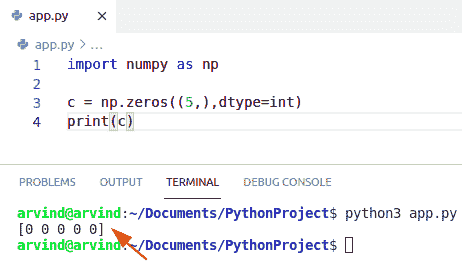 app.py ×
app.py > ...
1 import numpy as np
2
3 c = np.zeros((5,),dtype=int)
4 print(c)
PROBLEMS OUTPUT TERMINAL DEBUG CONSOLE
arvind@arvind:~/Documents/PythonProject$ python3 app.py
[0 0 0 0 0]
arvind@arvind:~/Documents/PythonProject$